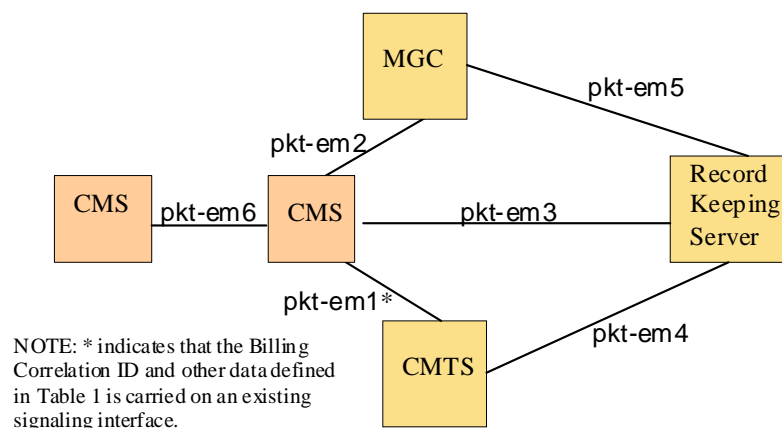 MGC
pkt-em5
pkt-em2
Record
Keeping
Server
CMS
pkt-em6
CMS
pkt-em3
pkt-em1*
pkt-em4
CMTS
NOTE: * indicates that the Billing
Correlation ID and other data defined
in Table 1 is carried on an existing
signaling interface.